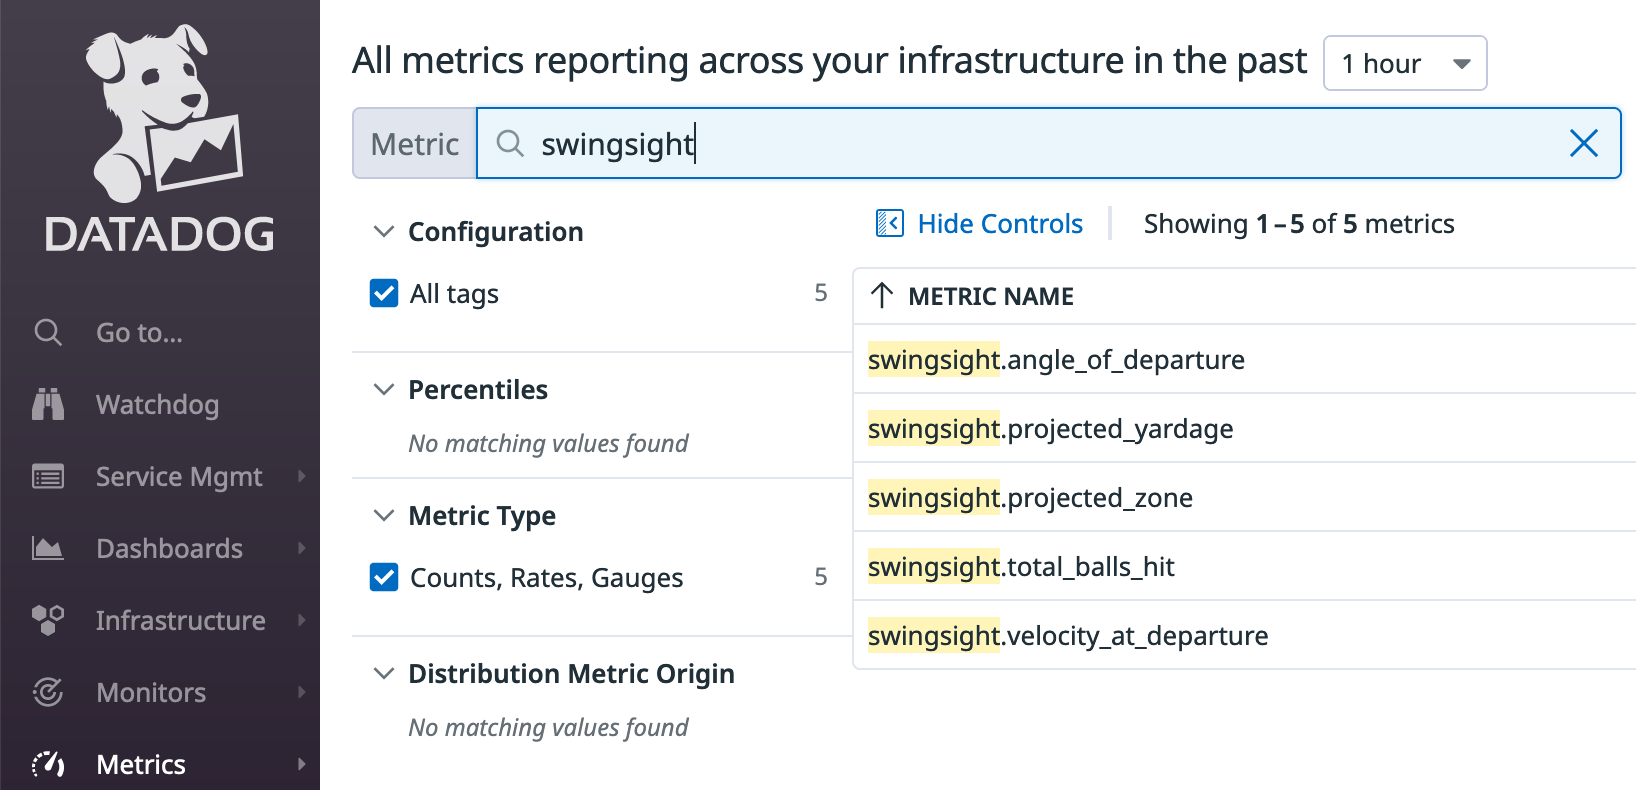 DATADOG
Go to...
Watchdog
Service Mgmt
Dashboards
Infrastructure
Monitors
Metrics
All metrics reporting across your infrastructure in the past 1 hour
Metric swingsight
Configuration
All tags 5
Percentiles
No matching values found
Metric Type
Counts, Rates, Gauges 5
Distribution Metric Origin
No matching values found
Hide Controls Showing 1–5 of 5 metrics
METRIC NAME
swingsight.angle_of_departure
swingsight.projected_yardage
swingsight.projected_zone
swingsight.total_balls_hit
swingsight.velocity_at_departure